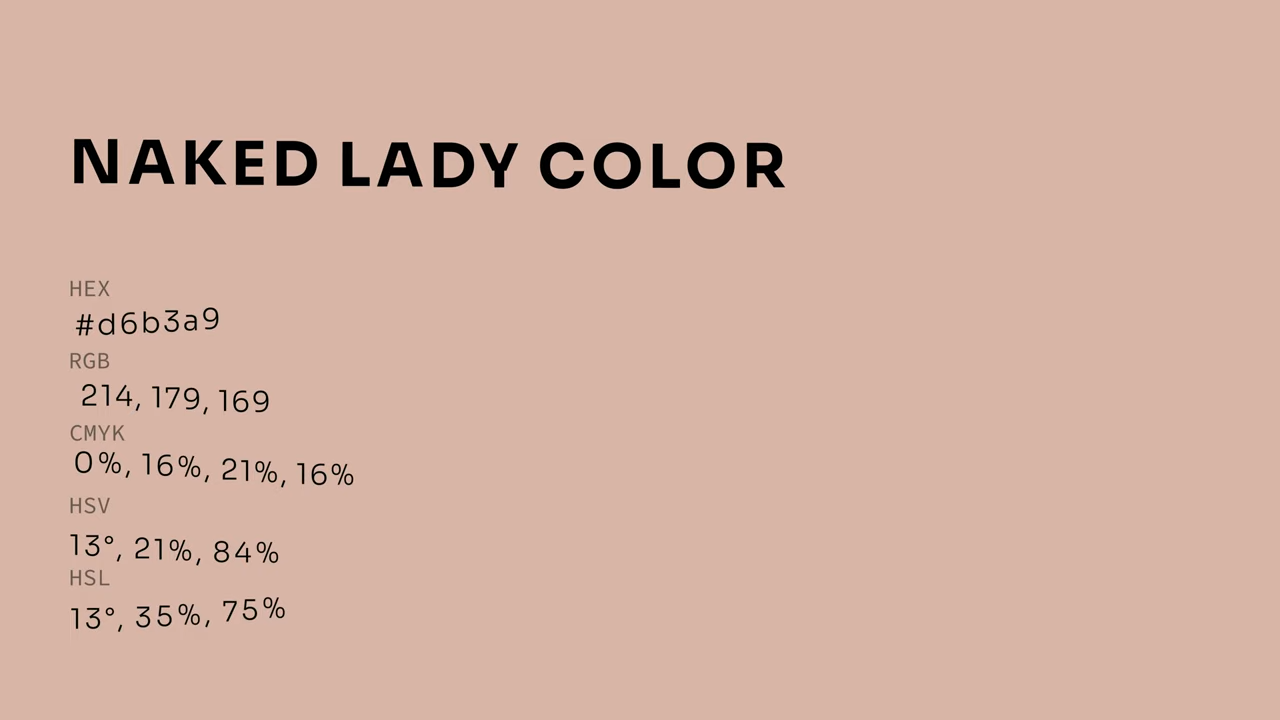 NAKED LADY COLOR
HEX
#d6b3a9
RGB
214, 179, 169
CMYK
0%, 16%, 21%, 16%
HSV
13°, 21%, 84%
HSL
13°, 35%, 75%